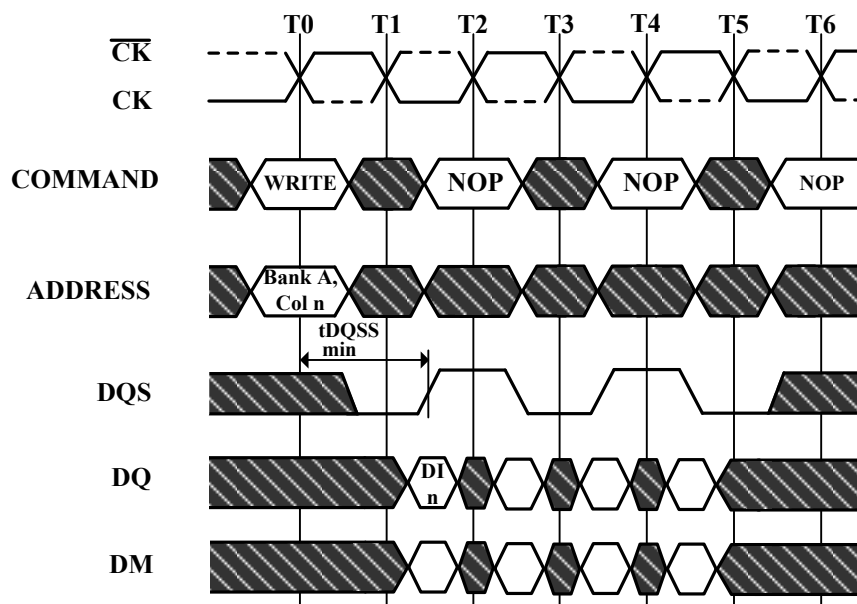 T0 T1 T2 T3 T4 T5 T6
CK
CK
COMMAND WRITE NOP NOP NOP
ADDRESS Bank A,
Col n
tDQSS
min
DQS
DQ DI
n
DM